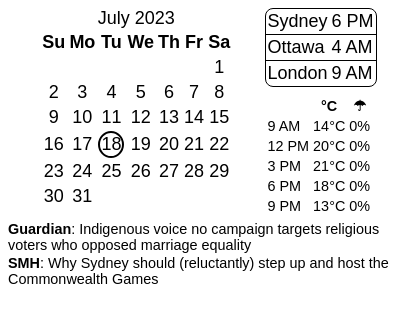 July 2023
Su Mo Tu We Th Fr Sa
1
2 3 4 5 6 7 8
9 10 11 12 13 14 15
16 17 18 19 20 21 22
23 24 25 26 27 28 29
30 31
Sydney 6 PM
Ottawa 4 AM
London 9 AM
°C ☂
9 AM 14°C 0%
12 PM 20°C 0%
3 PM 21°C 0%
6 PM 18°C 0%
9 PM 13°C 0%
Guardian: Indigenous voice no campaign targets religious
voters who opposed marriage equality
SMH: Why Sydney should (reluctantly) step up and host the
Commonwealth Games